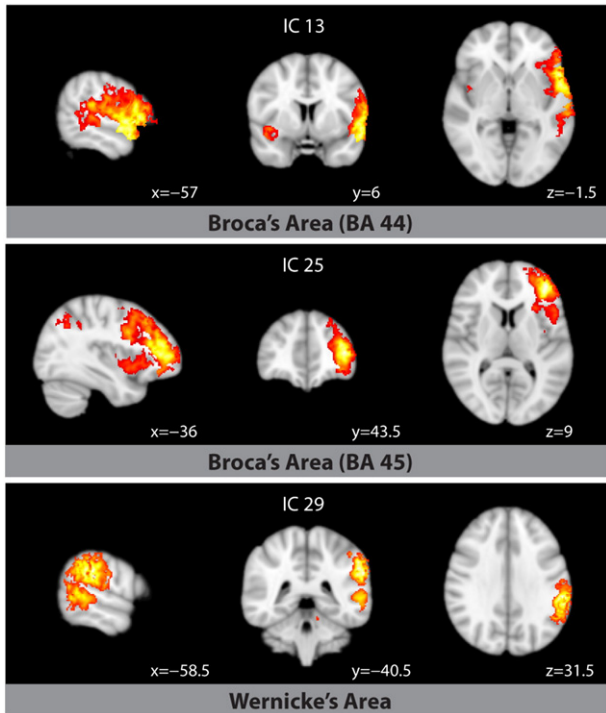 IC 13
x=−57 y=6 z=−1.5
Broca's Area (BA 44)
IC 25
x=−36 y=43.5 z=9
Broca's Area (BA 45)
IC 29
x=−58.5 y=−40.5 z=31.5
Wernicke's Area